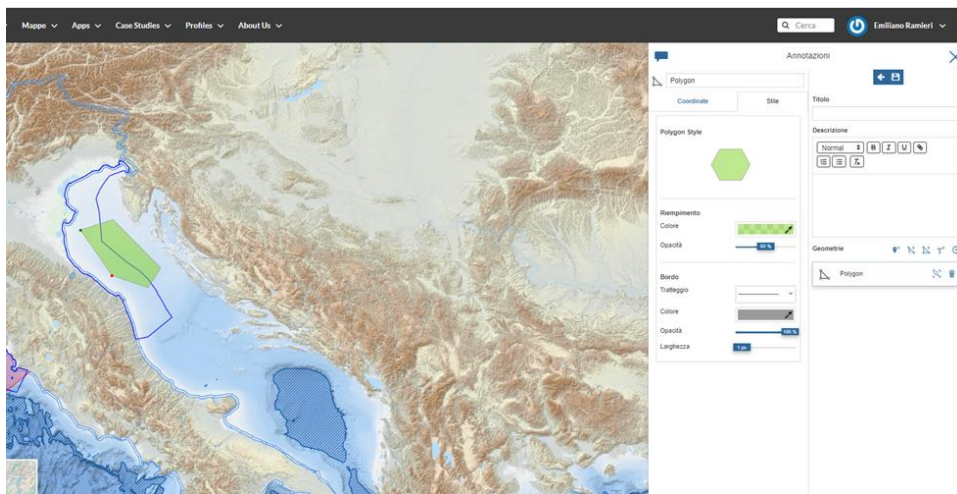 Mappe Apps Case Studies Profiles About Us Cerca Emiliano Ramieri
Annotazioni
Polygon
Coordinate Stile
Polygon Style
Riempimento
Colore
Opacità 50 %
Bordo
Tratteggio
Colore
Opacità 100 %
Larghezza 1 px
Titolo
Descrizione
Normal B I U
Geometrie
Polygon